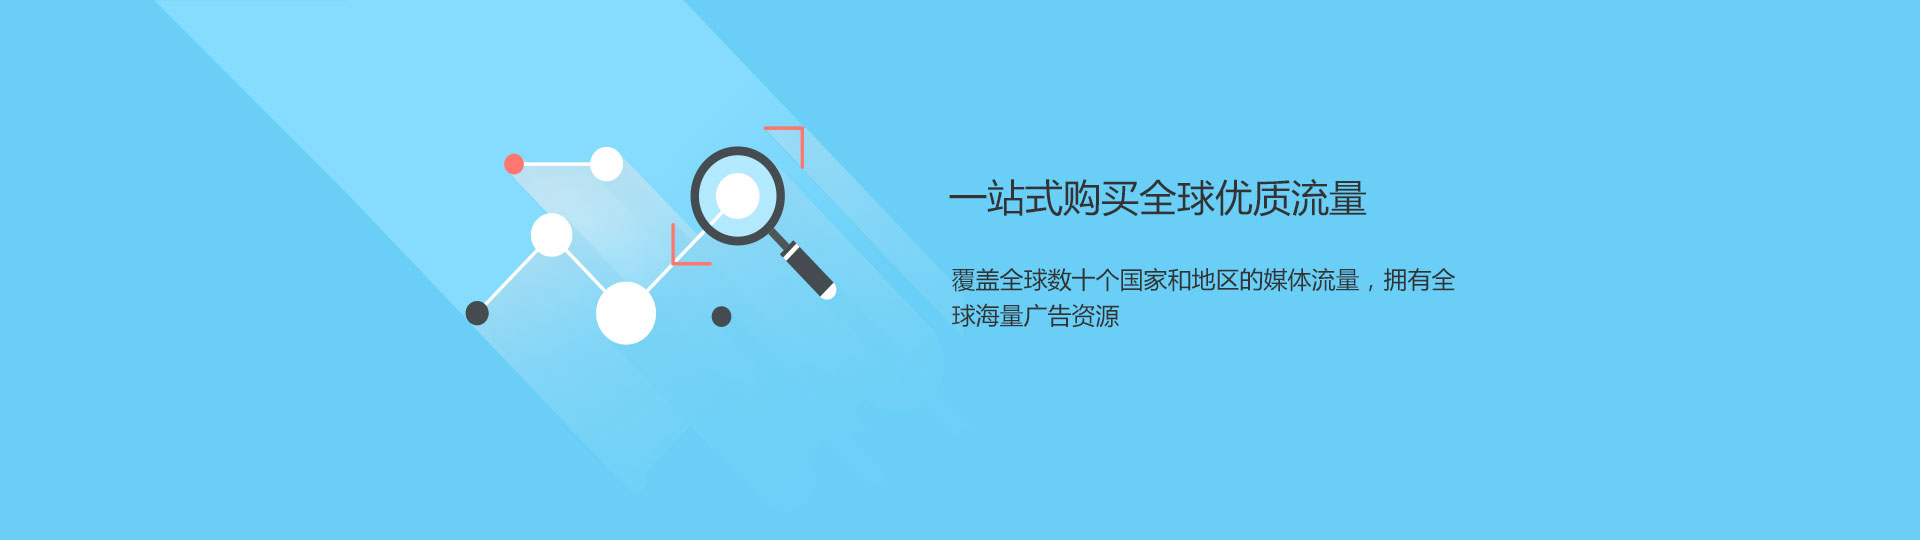 一站式购买全球优质流量
覆盖全球数十个国家和地区的媒体流量，拥有全
球海量广告资源